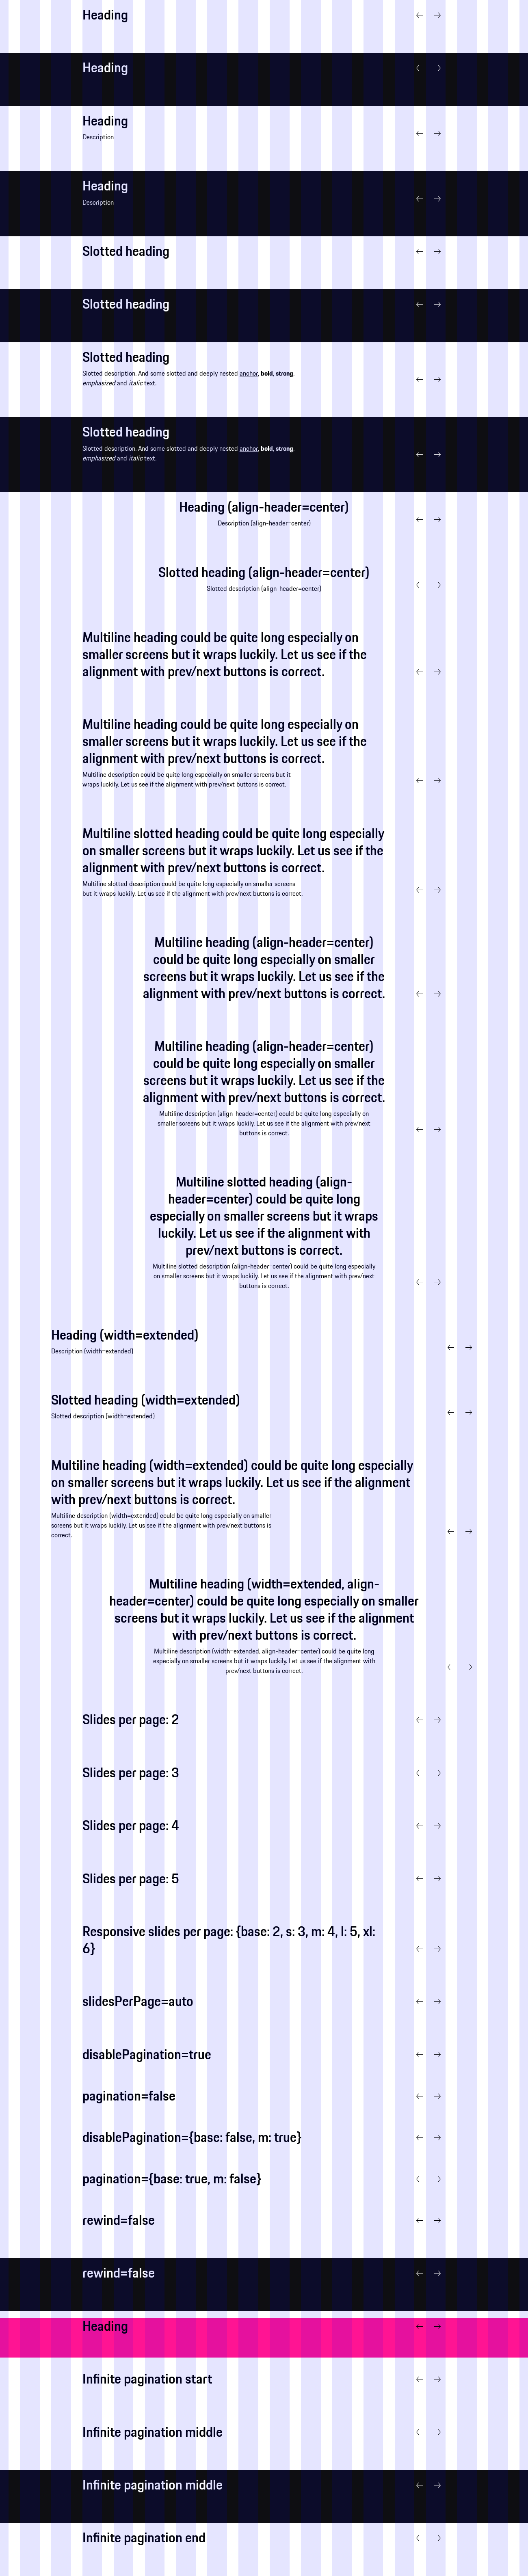 Heading
Heading
Heading
Description
Heading
Description
Slotted heading
Slotted heading
Slotted heading
Slotted description. And some slotted and deeply nested anchor, bold, strong,
emphasized and italic text.
Slotted heading
Slotted description. And some slotted and deeply nested anchor, bold, strong,
emphasized and italic text.
Heading (align-header=center)
Description (align-header=center)
Slotted heading (align-header=center)
Slotted description (align-header=center)
Multiline heading could be quite long especially on
smaller screens but it wraps luckily. Let us see if the
alignment with prev/next buttons is correct.
Multiline heading could be quite long especially on
smaller screens but it wraps luckily. Let us see if the
alignment with prev/next buttons is correct.
Multiline description could be quite long especially on smaller screens but it
wraps luckily. Let us see if the alignment with prev/next buttons is correct.
Multiline slotted heading could be quite long especially
on smaller screens but it wraps luckily. Let us see if the
alignment with prev/next buttons is correct.
Multiline slotted description could be quite long especially on smaller screens
but it wraps luckily. Let us see if the alignment with prev/next buttons is correct.
Multiline heading (align-header=center)
could be quite long especially on smaller
screens but it wraps luckily. Let us see if the
alignment with prev/next buttons is correct.
Multiline heading (align-header=center)
could be quite long especially on smaller
screens but it wraps luckily. Let us see if the
alignment with prev/next buttons is correct.
Multiline description (align-header=center) could be quite long especially on
smaller screens but it wraps luckily. Let us see if the alignment with prev/next
buttons is correct.
Multiline slotted heading (align-
header=center) could be quite long
especially on smaller screens but it wraps
luckily. Let us see if the alignment with
prev/next buttons is correct.
Multiline slotted description (align-header=center) could be quite long especially
on smaller screens but it wraps luckily. Let us see if the alignment with prev/next
buttons is correct.
Heading (width=extended)
Description (width=extended)
Slotted heading (width=extended)
Slotted description (width=extended)
Multiline heading (width=extended) could be quite long especially
on smaller screens but it wraps luckily. Let us see if the alignment
with prev/next buttons is correct.
Multiline description (width=extended) could be quite long especially on smaller
screens but it wraps luckily. Let us see if the alignment with prev/next buttons is
correct.
Multiline heading (width=extended, align-
header=center) could be quite long especially on smaller
screens but it wraps luckily. Let us see if the alignment
with prev/next buttons is correct.
Multiline description (width=extended, align-header=center) could be quite long
especially on smaller screens but it wraps luckily. Let us see if the alignment with
prev/next buttons is correct.
Slides per page: 2
Slides per page: 3
Slides per page: 4
Slides per page: 5
Responsive slides per page: {base: 2, s: 3, m: 4, l: 5, xl:
6}
slidesPerPage=auto
disablePagination=true
pagination=false
disablePagination={base: false, m: true}
pagination={base: true, m: false}
rewind=false
rewind=false
Heading
Infinite pagination start
Infinite pagination middle
Infinite pagination middle
Infinite pagination end